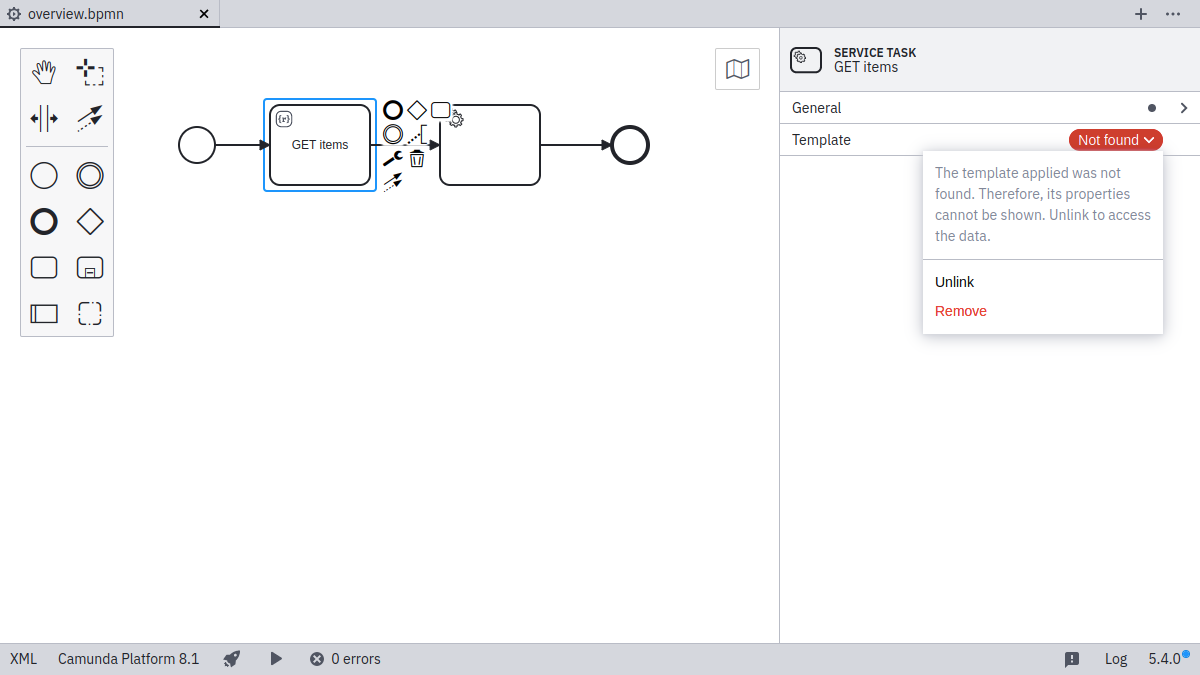 overview.bpmn
SERVICE TASK
GET items
General
Template
Not found
The template applied was not
found. Therefore, its properties
cannot be shown. Unlink to access
the data.
Unlink
Remove
{r}
GET items
XML
Camunda Platform 8.1
0 errors
Log
5.4.0